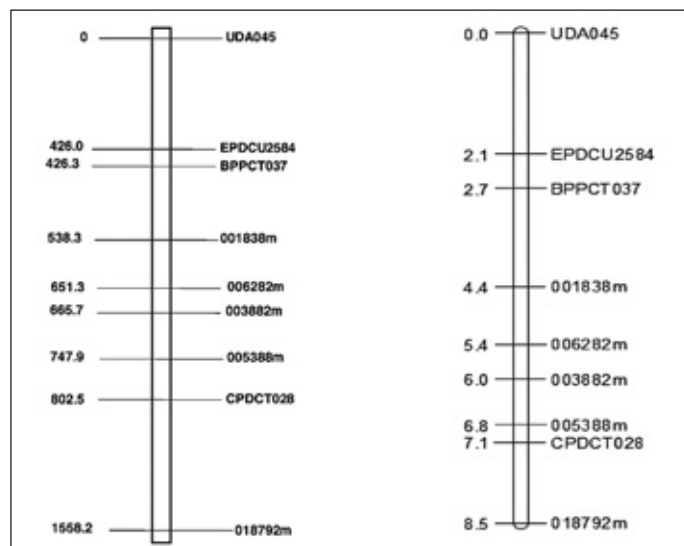 0 UDA045
426.0 EPDCU2584
426.3 BPPCT037
538.3 001838m
651.3 006282m
665.7 003882m
747.9 005388m
802.5 CPDCT028
1558.2 018792m
0.0 UDA045
2.1 EPDCU2584
2.7 BPPCT037
4.4 001838m
5.4 006282m
6.0 003882m
6.8 005388m
7.1 CPDCT028
8.5 018792m